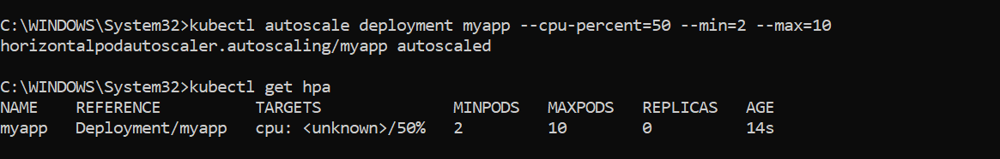 C:\WINDOWS\System32>kubectl autoscale deployment myapp --cpu-percent=50 --min=2 --max=10
horizontalpodautoscaler.autoscaling/myapp autoscaled
C:\WINDOWS\System32>kubectl get hpa
NAME    REFERENCE          TARGETS              MINPODS   MAXPODS   REPLICAS   AGE
myapp   Deployment/myapp   cpu: <unknown>/50%   2         10        0          14s